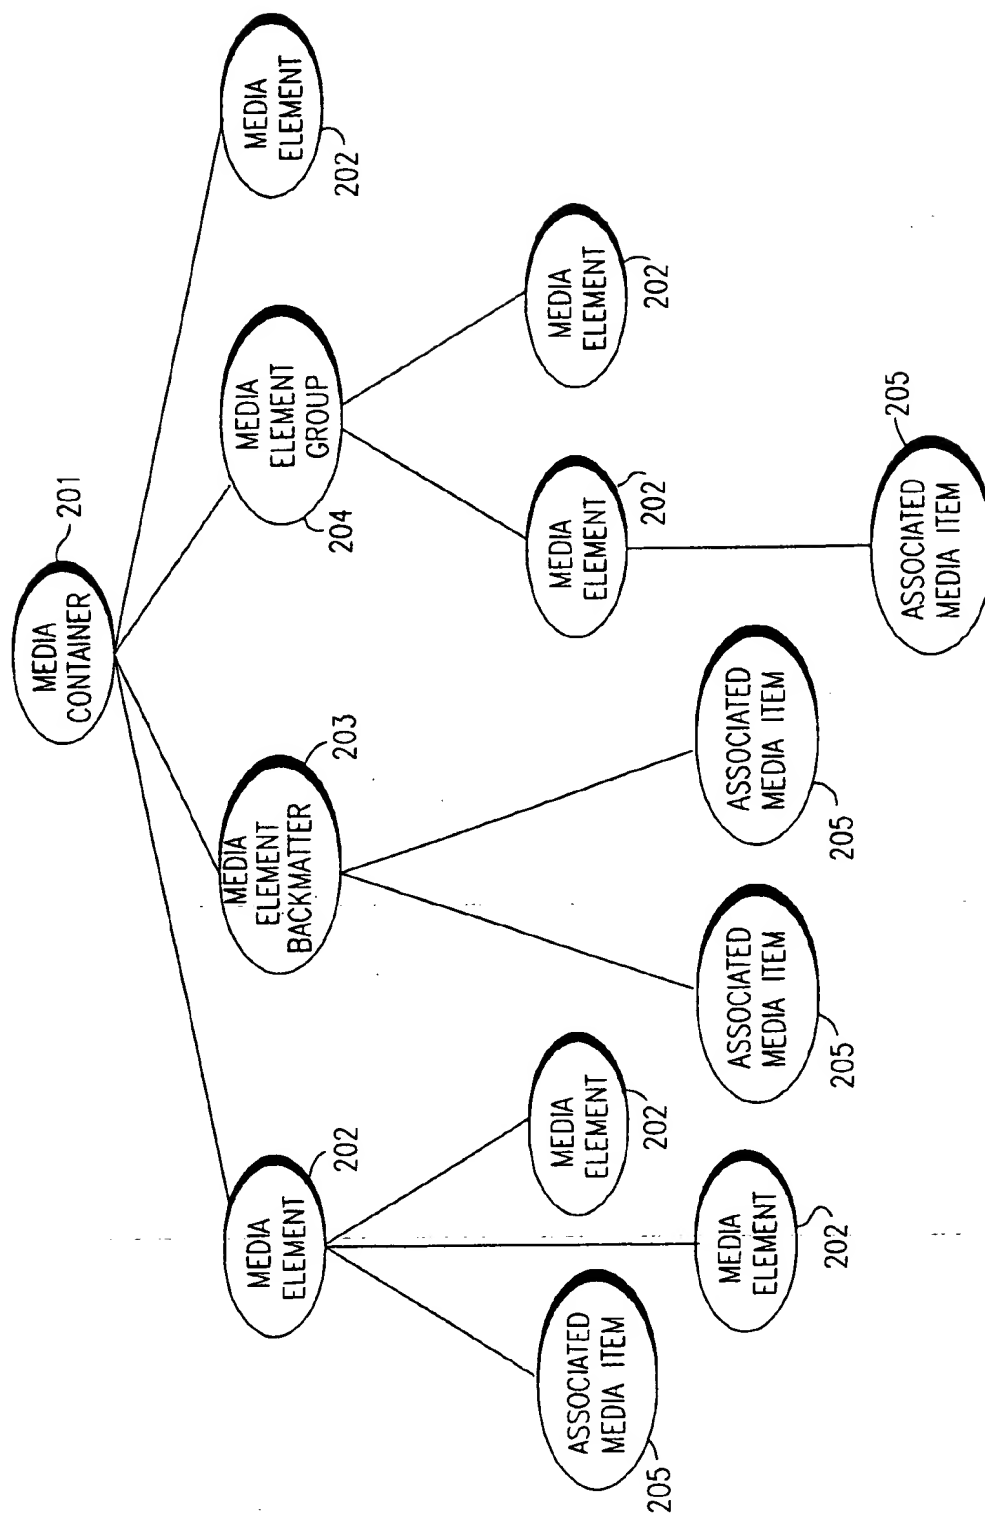 MEDIA
CONTAINER
201
MEDIA
ELEMENT
202
MEDIA
ELEMENT
BACKMATTER
203
MEDIA
ELEMENT
GROUP
204
MEDIA
ELEMENT
202
ASSOCIATED
MEDIA ITEM
205
MEDIA
ELEMENT
202
MEDIA
ELEMENT
202
ASSOCIATED
MEDIA ITEM
205
ASSOCIATED
MEDIA ITEM
205
MEDIA
ELEMENT
202
MEDIA
ELEMENT
202
ASSOCIATED
MEDIA ITEM
205